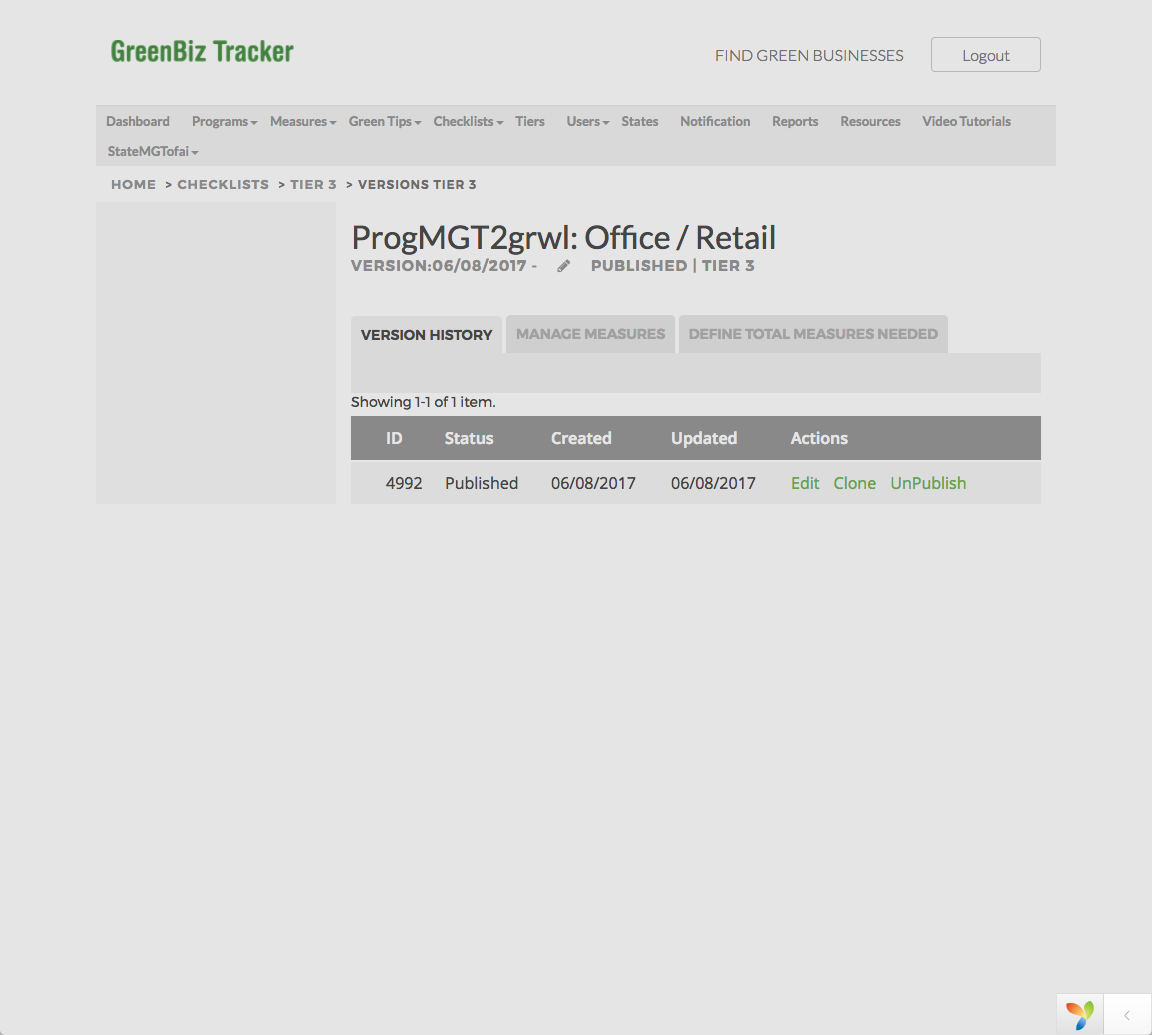 GreenBiz Tracker
FIND GREEN BUSINESSES Logout
Dashboard Programs Measures Green Tips Checklists Tiers Users States Notification Reports Resources Video Tutorials
StateMGTofai
HOME > CHECKLISTS > TIER 3 > VERSIONS TIER 3
ProgMGT2grwl: Office / Retail
VERSION:06/08/2017 - PUBLISHED | TIER 3
VERSION HISTORY MANAGE MEASURES DEFINE TOTAL MEASURES NEEDED
Showing 1-1 of 1 item.
ID Status Created Updated Actions
4992 Published 06/08/2017 06/08/2017 Edit Clone UnPublish